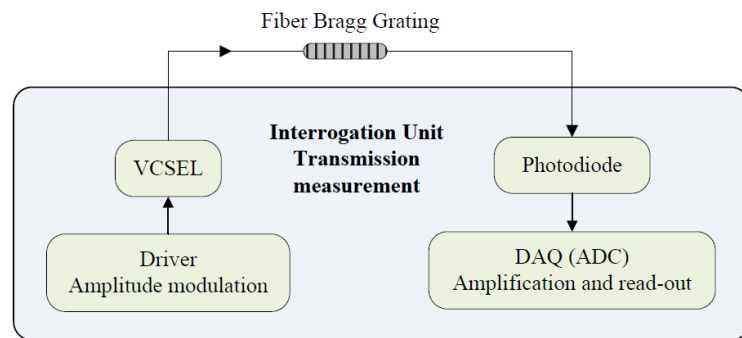 Fiber Bragg Grating
Interrogation Unit
Transmission
measurement
VCSEL
Photodiode
Driver
Amplitude modulation
DAQ (ADC)
Amplification and read-out